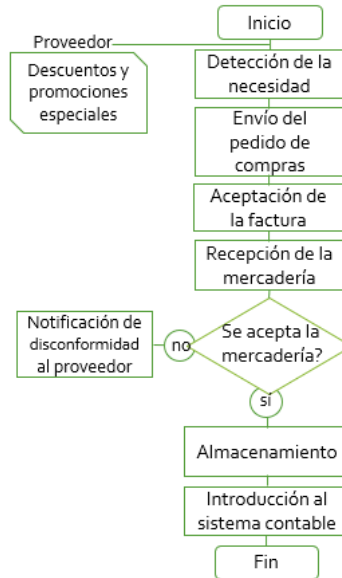 Inicio
Proveedor
Descuentos y
promociones
especiales
Detección de la
necesidad
Envío del
pedido de
compras
Aceptación de
la factura
Recepción de la
mercadería
Se acepta la
mercadería?
no
Notificación de
disconformidad
al proveedor
sí
Almacenamiento
Introducción al
sistema contable
Fin